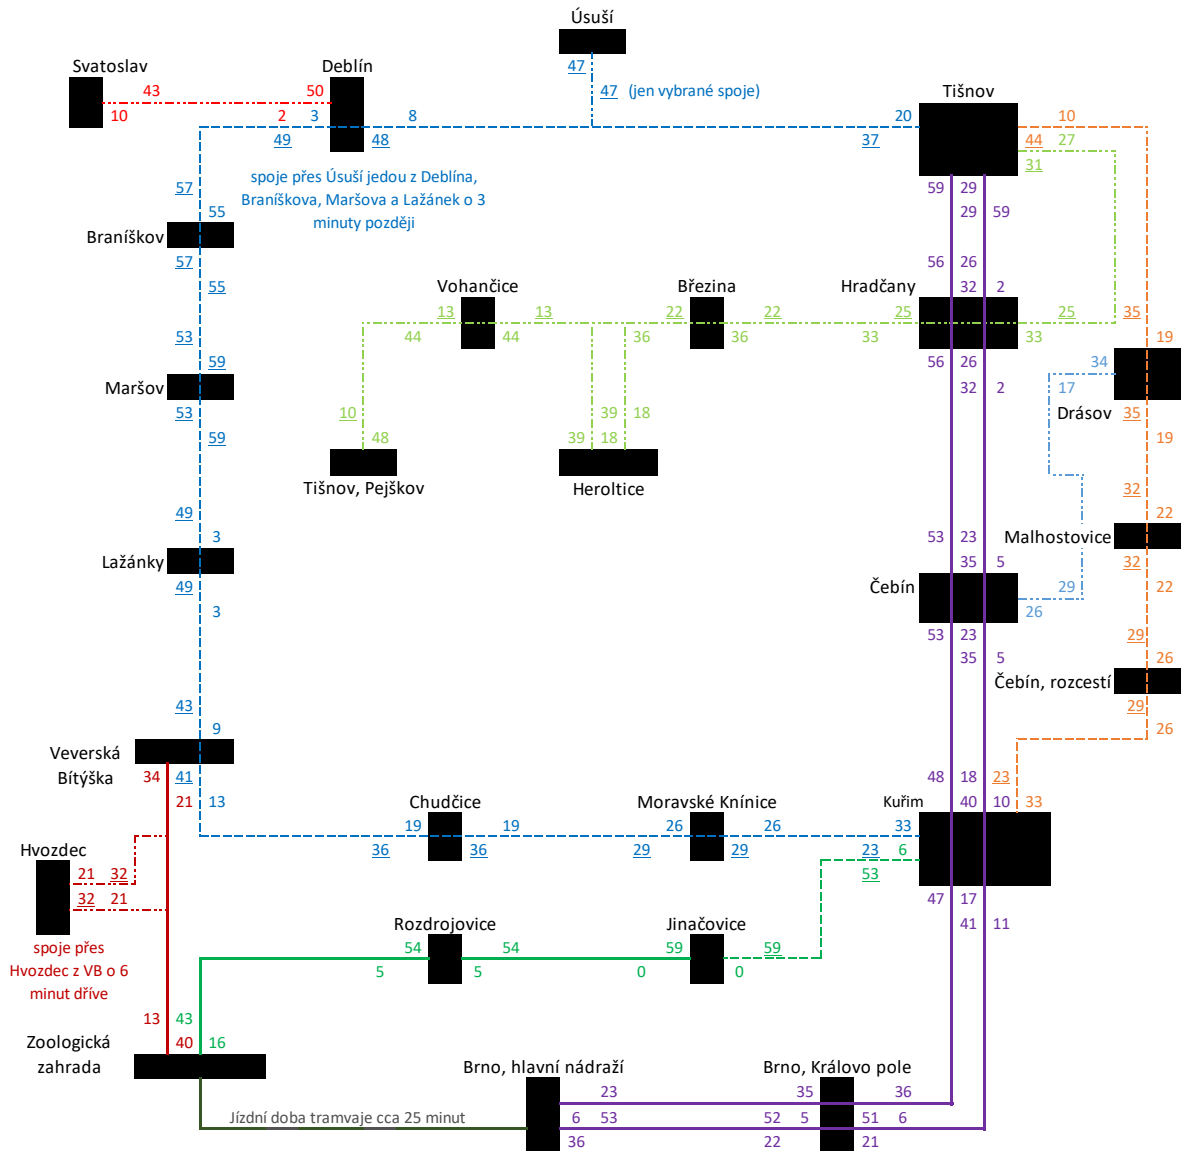 Úsuší
47
47 (jen vybrané spoje)
Svatoslav
Deblín
Tišnov
43 50
10 2 3 8 20 10
49 48 37 44 27
31
spoje přes Úsuší jedou z Deblína,
Braníškova, Maršova a Lažánek o 3
minuty později
57
55
59 29
29 59
Braníškov
57
55
56 26
32 2
Vohančice
Březina
Hradčany
13 13 22 22 25 25 35
44 44 36 36 33 33 19
53
59
56 26
32 2
34
17
Maršov
Drásov
53
59
10 39 18 35
48 39 18 19
Tišnov, Pejškov
Heroltice
49
3
53 23
35 5
32
22
Lažánky
Malhostovice
49
3
Čebín
29
26
32
22
53 23
35 5
29
26
Čebín, rozcestí
29
26
43
9
Veverská
Bítýška
34 41
21 13
48 18 23
40 10 33
Chudčice
Moravské Knínice
Kuřim
19 19 26 26 33
36 36 29 29 23 6
53
Hvozdec
21 32
32 21
47 17
41 11
spoje přes
Hvozdec z VB o 6
minut dříve
Rozdrojovice
Jinačovice
54 54 59 59
5 5 0 0
13 43
40 16
Zoologická
zahrada
Brno, hlavní nádraží
Brno, Královo pole
23 35 36
Jízdní doba tramvaje cca 25 minut
6 53 52 5 51 6
36 22 21